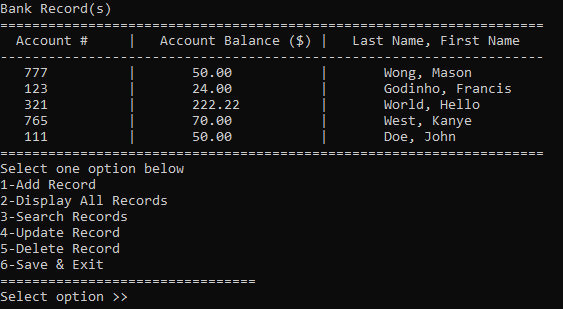 Bank Record(s)
====================================================================
Account # | Account Balance ($) | Last Name, First Name
--------------------------------------------------------------------
777 | 50.00 | Wong, Mason
123 | 24.00 | Godinho, Francis
321 | 222.22 | World, Hello
765 | 70.00 | West, Kanye
111 | 50.00 | Doe, John
====================================================================
Select one option below
1-Add Record
2-Display All Records
3-Search Records
4-Update Record
5-Delete Record
6-Save & Exit
================================
Select option >>